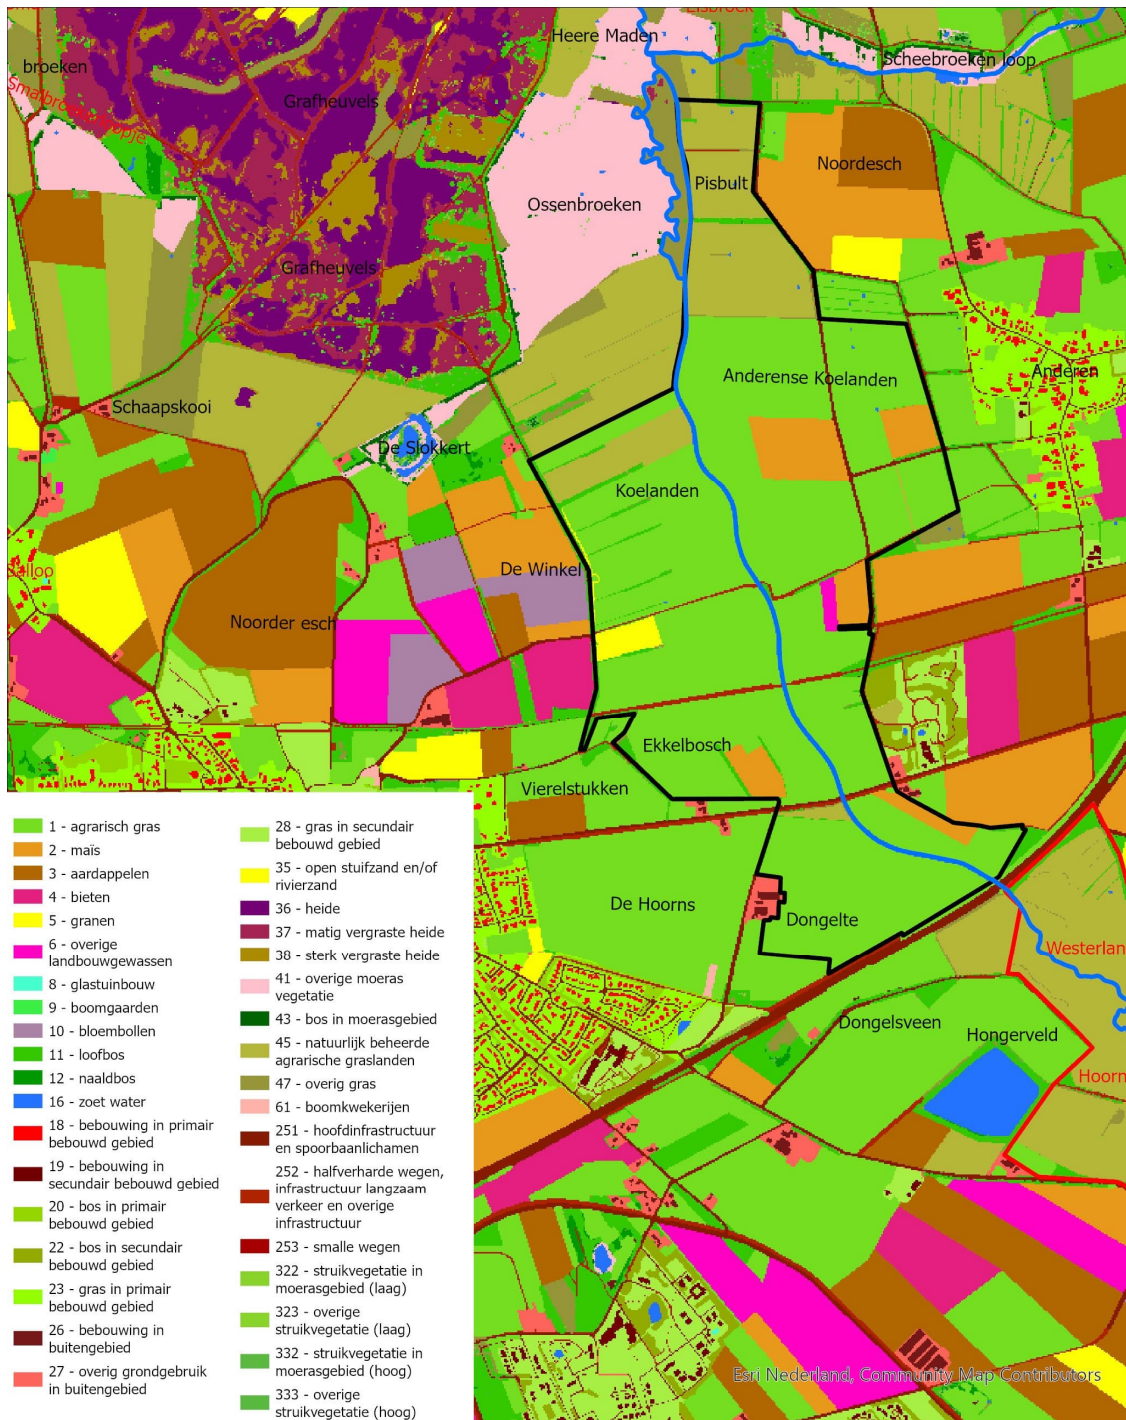 Heere Maden
Elsbroek
Scheebroeken loop
broeken
Smalbroekenloopje
Grafheuvels
Noordesch
Pisbult
Ossenbroeken
Grafheuvels
Anderen
Anderense Koelanden
Schaapskooi
De Slokkert
Koelanden
De Winkel
Balloo
Noorder esch
Ekkelbosch
Vierelstukken
De Hoorns
Dongelte
Westerlan
Dongelsveen
Hongerveld
Hoorn
1 - agrarisch gras
2 - maïs
3 - aardappelen
4 - bieten
5 - granen
6 - overige
landbouwgewassen
8 - glastuinbouw
9 - boomgaarden
10 - bloembollen
11 - loofbos
12 - naaldbos
16 - zoet water
18 - bebouwing in primair
bebouwd gebied
19 - bebouwing in
secundair bebouwd gebied
20 - bos in primair
bebouwd gebied
22 - bos in secundair
bebouwd gebied
23 - gras in primair
bebouwd gebied
26 - bebouwing in
buitengebied
27 - overig grondgebruik
in buitengebied
28 - gras in secundair
bebouwd gebied
35 - open stuifzand en/of
rivierzand
36 - heide
37 - matig vergraste heide
38 - sterk vergraste heide
41 - overige moeras
vegetatie
43 - bos in moerasgebied
45 - natuurlijk beheerde
agrarische graslanden
47 - overig gras
61 - boomkwekerijen
251 - hoofdinfrastructuur
en spoorbaanlichamen
252 - halfverharde wegen,
infrastructuur langzaam
verkeer en overige
infrastructuur
253 - smalle wegen
322 - struikvegetatie in
moerasgebied (laag)
323 - overige
struikvegetatie (laag)
332 - struikvegetatie in
moerasgebied (hoog)
333 - overige
struikvegetatie (hoog)
Esri Nederland, Community Map Contributors